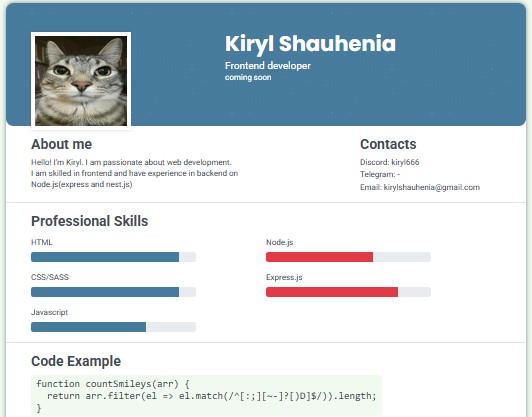 Kiryl Shauhenia
Frontend developer
coming soon
About me
Hello! I'm Kiryl. I am passionate about web development.
I am skilled in frontend and have experience in backend on
Node.js(express and nest.js)
Contacts
Discord: kiryl666
Telegram: -
Email: kirylshauhenia@gmail.com
Professional Skills
HTML
Node.js
CSS/SASS
Express.js
Javascript
Code Example
function countSmileys(arr) {
  return arr.filter(el => el.match(/^[:;][~-]?[)D]$/)).length;
}